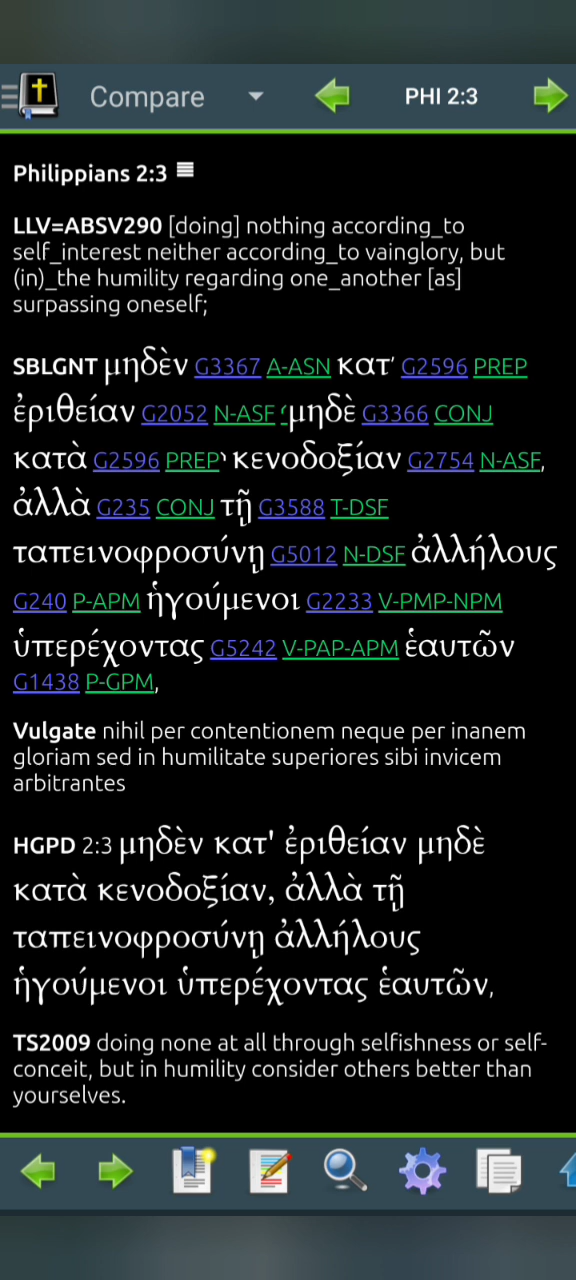 Compare
PHI 2:3
Philippians 2:3
LLV=ABSV290 [doing] nothing according_to
self_interest neither according_to vainglory, but
(in)_the humility regarding one_another [as]
surpassing oneself;
SBLGNT μηδὲν G3367 A-ASN κατ’ G2596 PREP
ἐριθείαν G2052 N-ASF ⸂μηδὲ G3366 CONJ
κατὰ G2596 PREP⸃ κενοδοξίαν G2754 N-ASF,
ἀλλὰ G235 CONJ τῇ G3588 T-DSF
ταπεινοφροσύνῃ G5012 N-DSF ἀλλήλους
G240 P-APM ἡγούμενοι G2233 V-PMP-NPM
ὑπερέχοντας G5242 V-PAP-APM ἑαυτῶν
G1438 P-GPM,
Vulgate nihil per contentionem neque per inanem
gloriam sed in humilitate superiores sibi invicem
arbitrantes
HGPD 2:3 μηδὲν κατ' ἐριθείαν μηδὲ
κατὰ κενοδοξίαν, ἀλλὰ τῇ
ταπεινοφροσύνῃ ἀλλήλους
ἡγούμενοι ὑπερέχοντας ἑαυτῶν,
TS2009 doing none at all through selfishness or self-
conceit, but in humility consider others better than
yourselves.